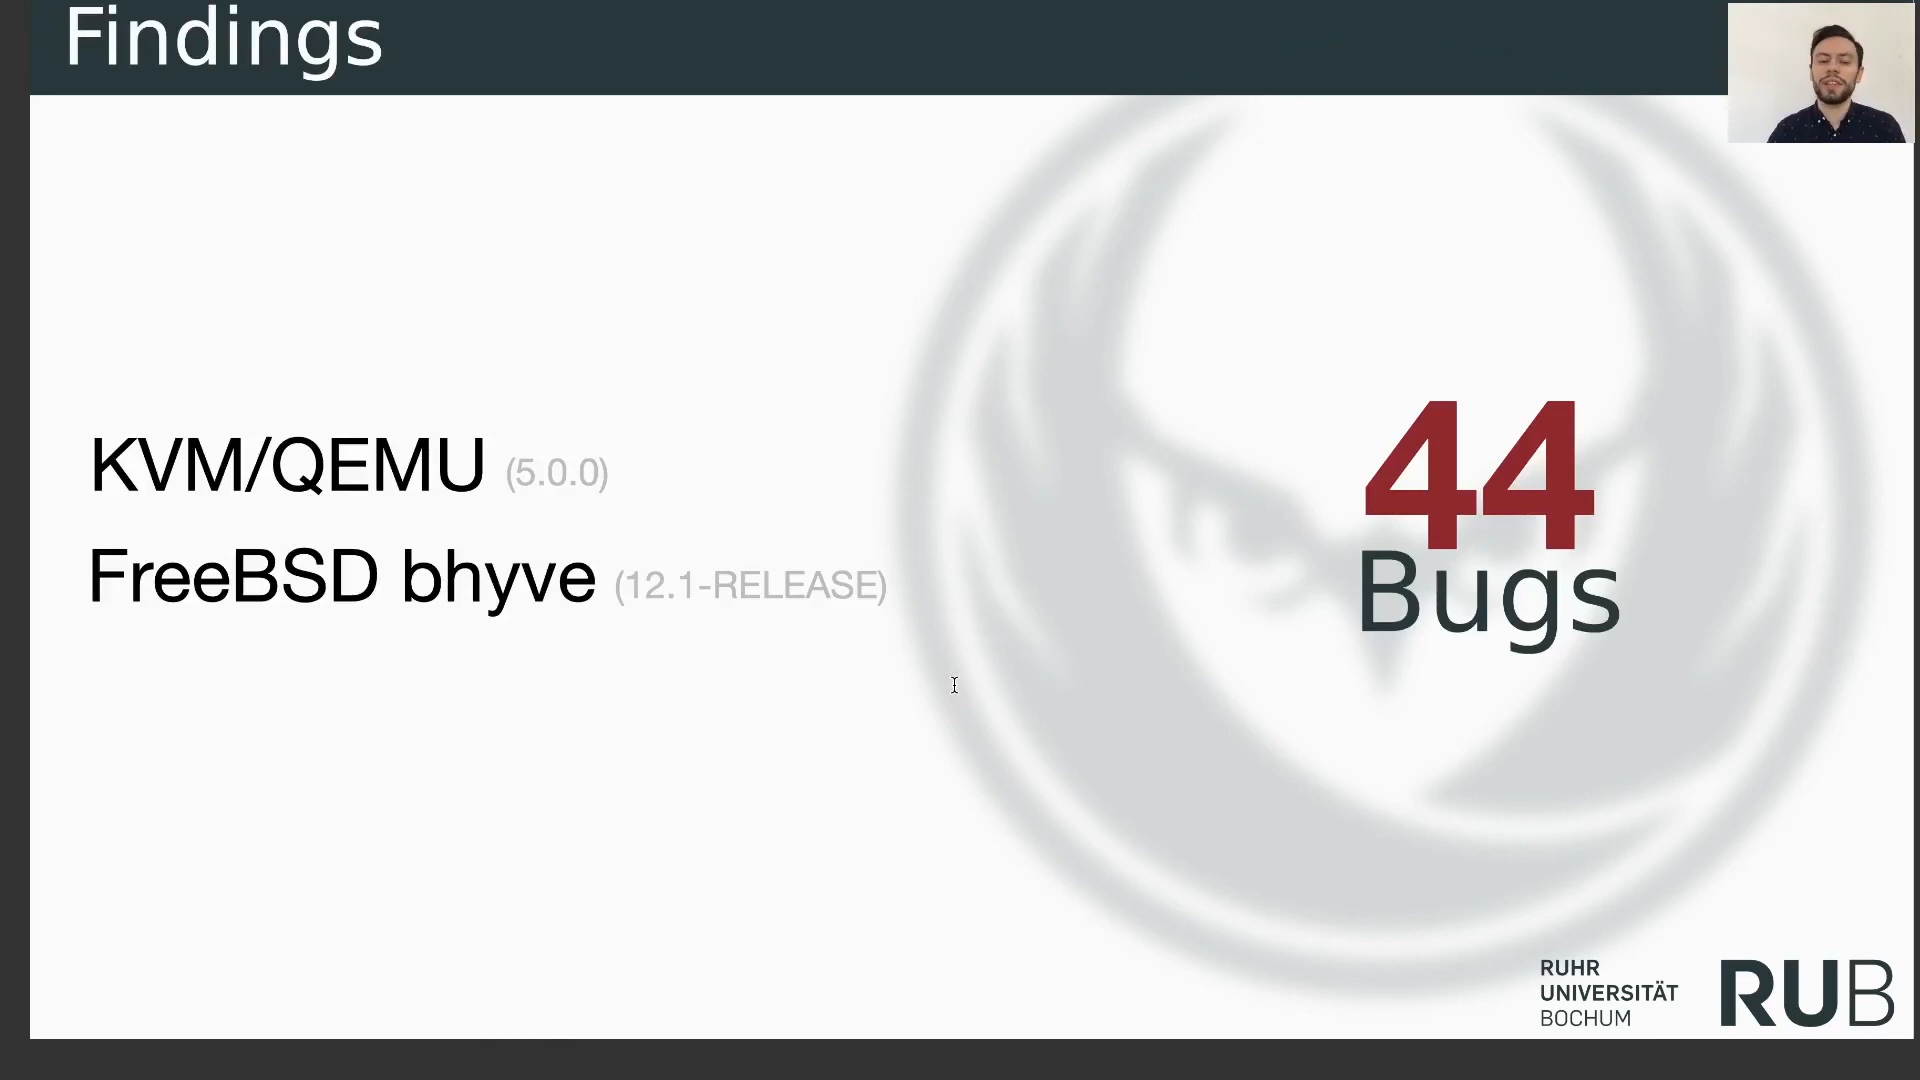 Findings
KVM/QEMU (5.0.0)
FreeBSD bhyve (12.1-RELEASE)
44
Bugs
RUHR
UNIVERSITÄT
BOCHUM
RUB